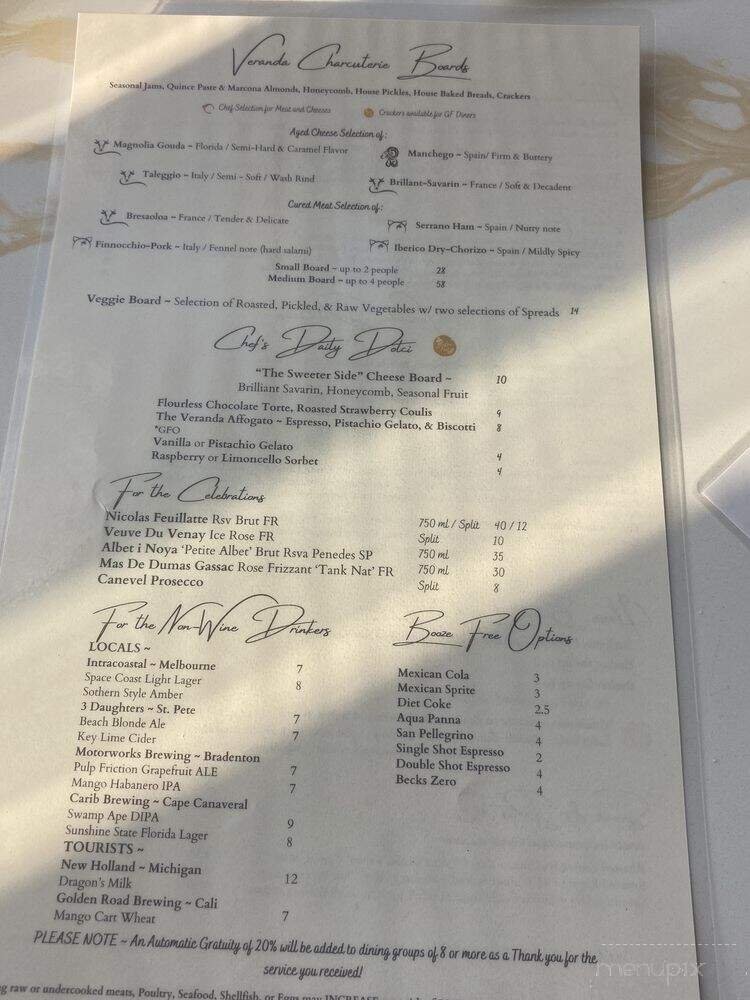 Veranda Charcuterie Boards
Seasonal Jams, Quince Paste & Marcona Almonds, Honeycomb, House Pickles, House Baked Breads, Crackers
Chef Selection for Meat and Cheeses
Crackers available for GF Diners
Aged Cheese Selection of:
Magnolia Gouda ~ Florida / Semi-Hard & Caramel Flavor
Manchego ~ Spain/ Firm & Buttery
Taleggio ~ Italy / Semi - Soft / Wash Rind
Brillant-Savarin ~ France / Soft & Decadent
Cured Meat Selection of:
Bresaoloa ~ France / Tender & Delicate
Serrano Ham ~ Spain / Nutty note
Finnocchio-Pork ~ Italy / Fennel note (hard salami)
Iberico Dry-Chorizo ~ Spain / Mildly Spicy
Small Board ~ up to 2 people 28
Medium Board ~ up to 4 people 58
Veggie Board ~ Selection of Roasted, Pickled, & Raw Vegetables w/ two selections of Spreads 14
Chef's Daily Dolci
"The Sweeter Side" Cheese Board ~ 10
Brilliant Savarin, Honeycomb, Seasonal Fruit
Flourless Chocolate Torte, Roasted Strawberry Coulis 9
The Veranda Affogato ~ Espresso, Pistachio Gelato, & Biscotti 8
*GFO
Vanilla or Pistachio Gelato 4
Raspberry or Limoncello Sorbet 4
For the Celebrations
Nicolas Feuillatte Rsv Brut FR 750 ml / Split 40 / 12
Veuve Du Venay Ice Rose FR Split 10
Albet i Noya 'Petite Albet' Brut Rsva Penedes SP 750 ml 35
Mas De Dumas Gassac Rose Frizzant 'Tank Nat' FR 750 ml 30
Canevel Prosecco Split 8
For the Non-Wine Drinkers
LOCALS ~
Intracoastal ~ Melbourne
Space Coast Light Lager 7
Sothern Style Amber 8
3 Daughters ~ St. Pete
Beach Blonde Ale 7
Key Lime Cider 7
Motorworks Brewing ~ Bradenton
Pulp Friction Grapefruit ALE 7
Mango Habanero IPA 7
Carib Brewing ~ Cape Canaveral
Swamp Ape DIPA 9
Sunshine State Florida Lager 8
TOURISTS ~
New Holland ~ Michigan
Dragon's Milk 12
Golden Road Brewing ~ Cali
Mango Cart Wheat 7
Booze Free Options
Mexican Cola 3
Mexican Sprite 3
Diet Coke 2.5
Aqua Panna 4
San Pellegrino 4
Single Shot Espresso 2
Double Shot Espresso 4
Becks Zero 4
PLEASE NOTE ~ An Automatic Gratuity of 20% will be added to dining groups of 8 or more as a Thank you for the
service you received!
raw or undercooked meats, Poultry, Seafood, Shellfish, or Eggs may INCREASE
menupix